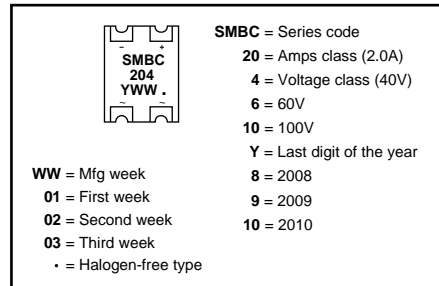 - +
SMBC
204
YWW .
~ ~
WW = Mfg week
01 = First week
02 = Second week
03 = Third week
· = Halogen-free type
SMBC = Series code
20 = Amps class (2.0A)
4 = Voltage class (40V)
6 = 60V
10 = 100V
Y = Last digit of the year
8 = 2008
9 = 2009
10 = 2010